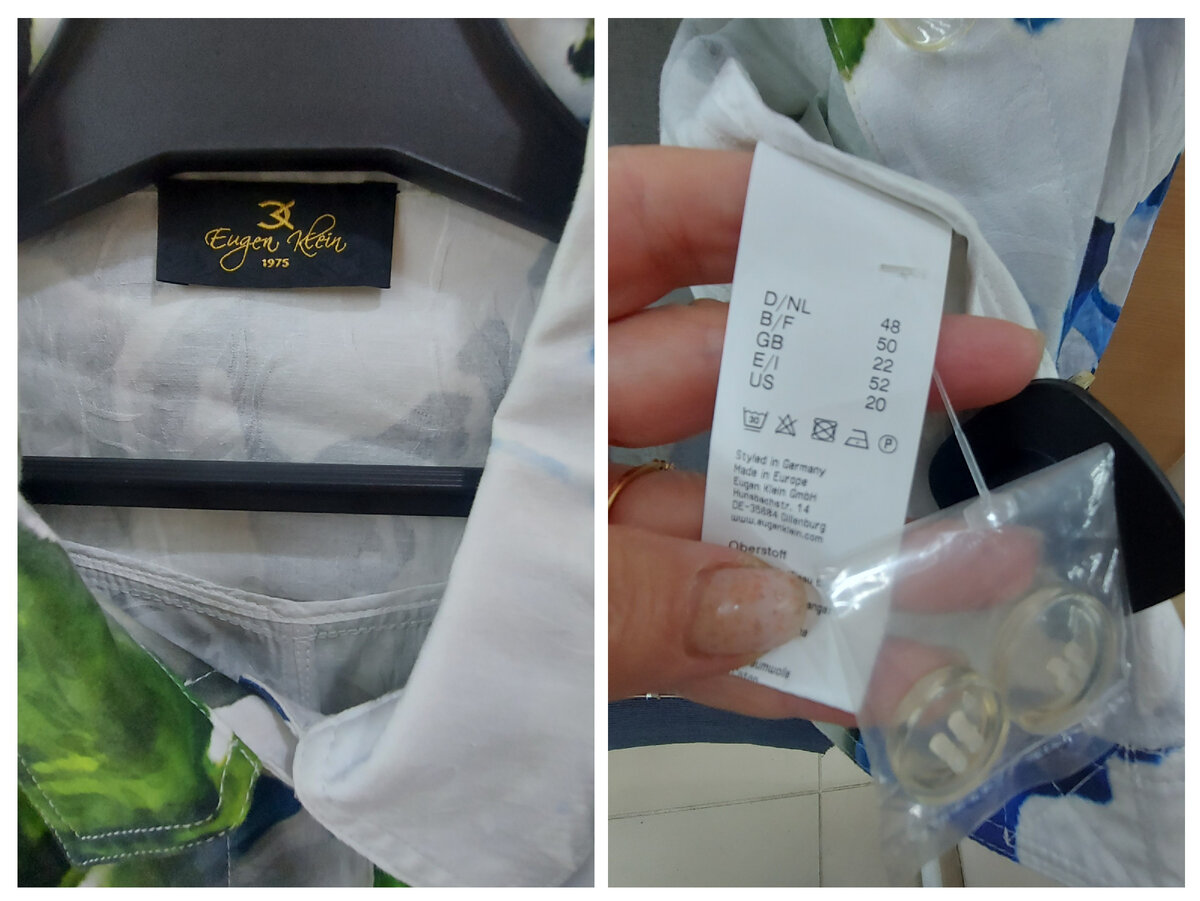 Eugen Klein
1975
D/NL 48
B/F 50
GB 22
E/I 52
US 20
30
P
Styled in Germany
Made in Europe
Eugen Klein GmbH
Hunsbachstr. 14
DE-35684 Dillenburg
www.eugenklein.com
Oberstoff